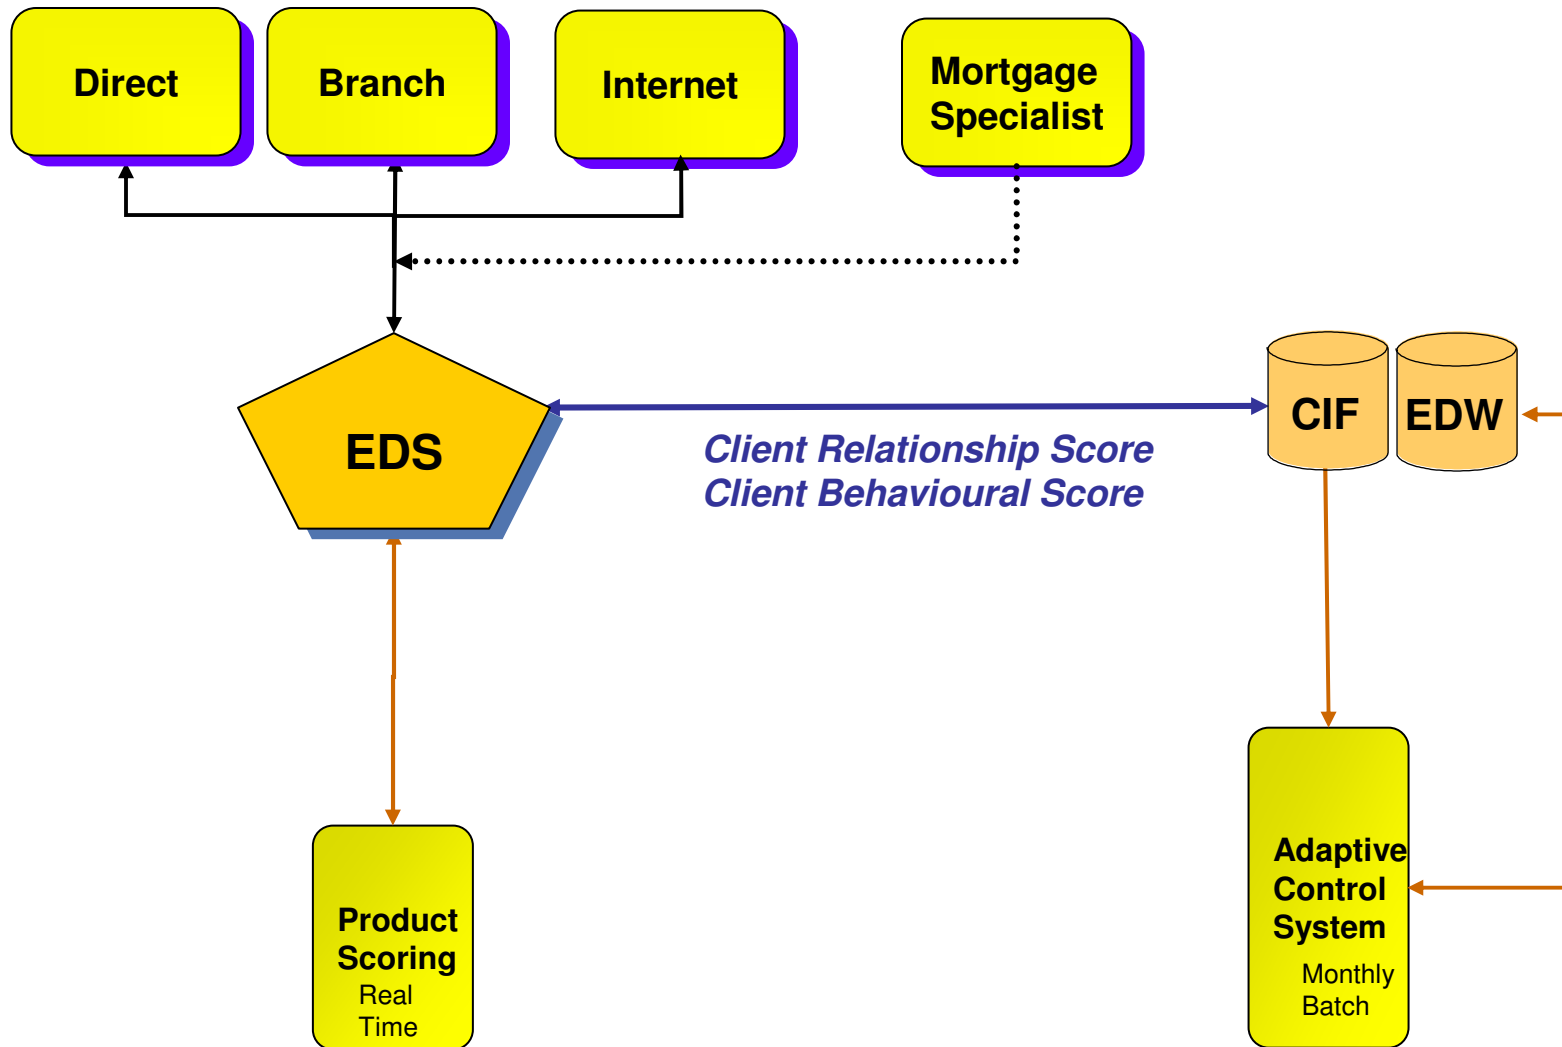 Direct
Branch
Internet
Mortgage
Specialist
EDS
CIF
EDW
Client Relationship Score
Client Behavioural Score
Product
Scoring
Real
Time
Adaptive
Control
System
Monthly
Batch